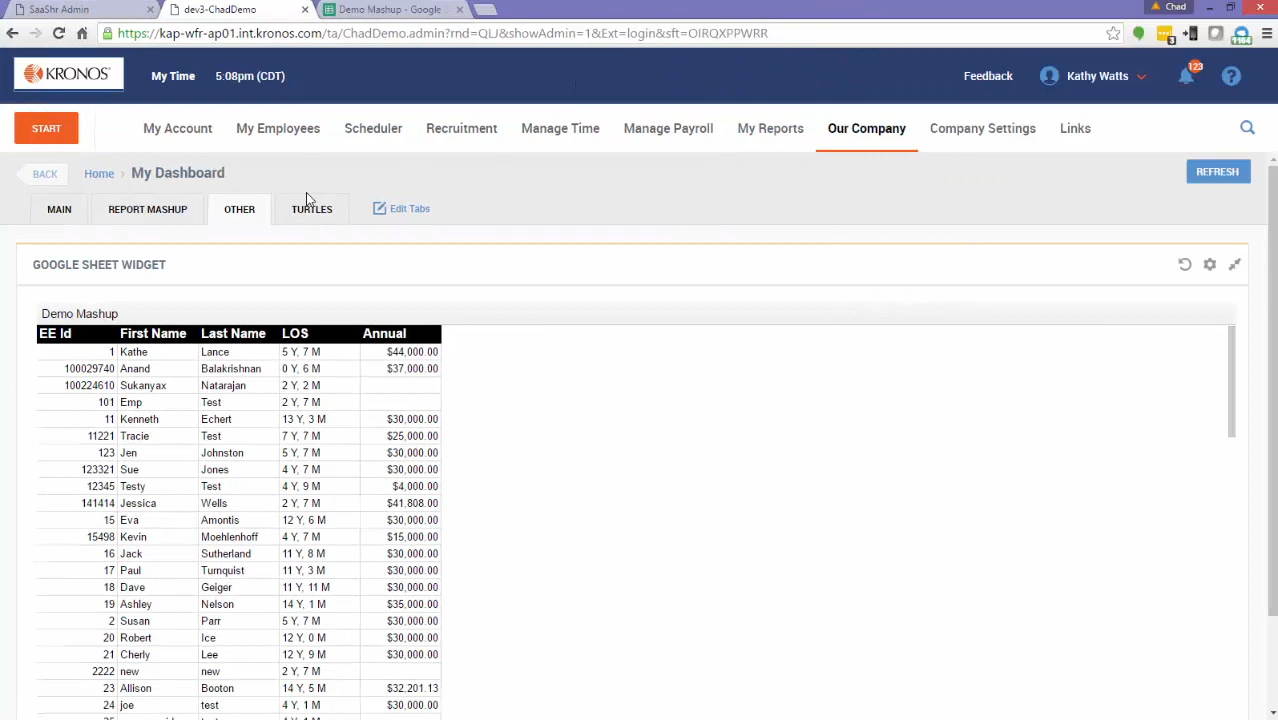 SaaShr Admin
dev3-ChadDemo
Demo Mashup - Google
Chad
https://kap-wfr-ap01.int.kronos.com/ta/ChadDemo.admin?rnd=QLU&showAdmin=1&Ext=login&sft=OIRQXPPWRR
3
1164
KRONOS
My Time
5:08pm (CDT)
Feedback
Kathy Watts
123
?
START
My Account
My Employees
Scheduler
Recruitment
Manage Time
Manage Payroll
My Reports
Our Company
Company Settings
Links
BACK
Home › My Dashboard
REFRESH
MAIN
REPORT MASHUP
OTHER
TURTLES
Edit Tabs
GOOGLE SHEET WIDGET
Demo Mashup
EE Id First Name Last Name LOS Annual
1 Kathe Lance 5 Y, 7 M $44,000.00
100029740 Anand Balakrishnan 0 Y, 6 M $37,000.00
100224610 Sukanyax Natarajan 2 Y, 2 M
101 Emp Test 2 Y, 7 M
11 Kenneth Echert 13 Y, 3 M $30,000.00
11221 Tracie Test 7 Y, 7 M $25,000.00
123 Jen Johnston 5 Y, 7 M $30,000.00
123321 Sue Jones 4 Y, 7 M $30,000.00
12345 Testy Test 4 Y, 9 M $4,000.00
141414 Jessica Wells 2 Y, 7 M $41,808.00
15 Eva Amontis 12 Y, 6 M $30,000.00
15498 Kevin Moehlenhoff 4 Y, 7 M $15,000.00
16 Jack Sutherland 11 Y, 8 M $30,000.00
17 Paul Turnquist 11 Y, 3 M $30,000.00
18 Dave Geiger 11 Y, 11 M $30,000.00
19 Ashley Nelson 14 Y, 1 M $35,000.00
2 Susan Parr 5 Y, 7 M $30,000.00
20 Robert Ice 12 Y, 0 M $30,000.00
21 Cherly Lee 12 Y, 9 M $30,000.00
2222 new new 2 Y, 7 M
23 Allison Booton 14 Y, 5 M $32,201.13
24 joe test 4 Y, 1 M $30,000.00